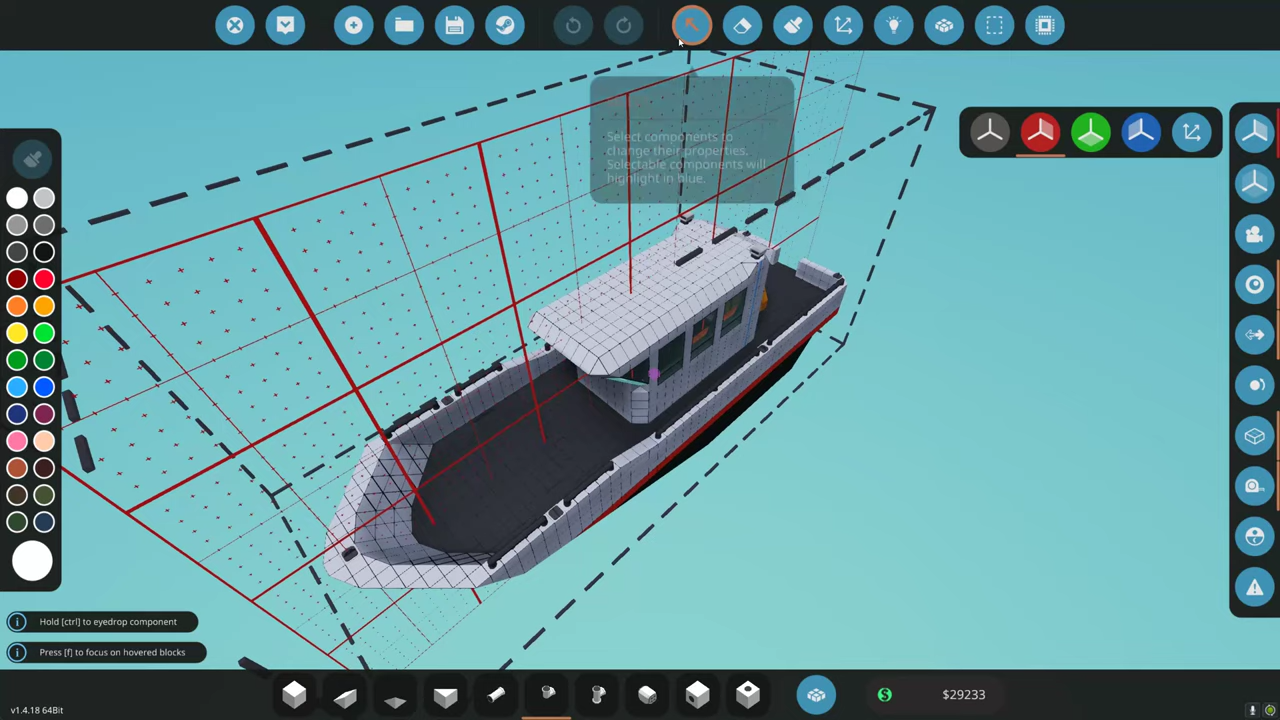 Select components to
change their properties.
Selectable components will
highlight in blue.
Hold [ctrl] to eyedrop component
Press [f] to focus on hovered blocks
$29233
v1.4.18 64Bit